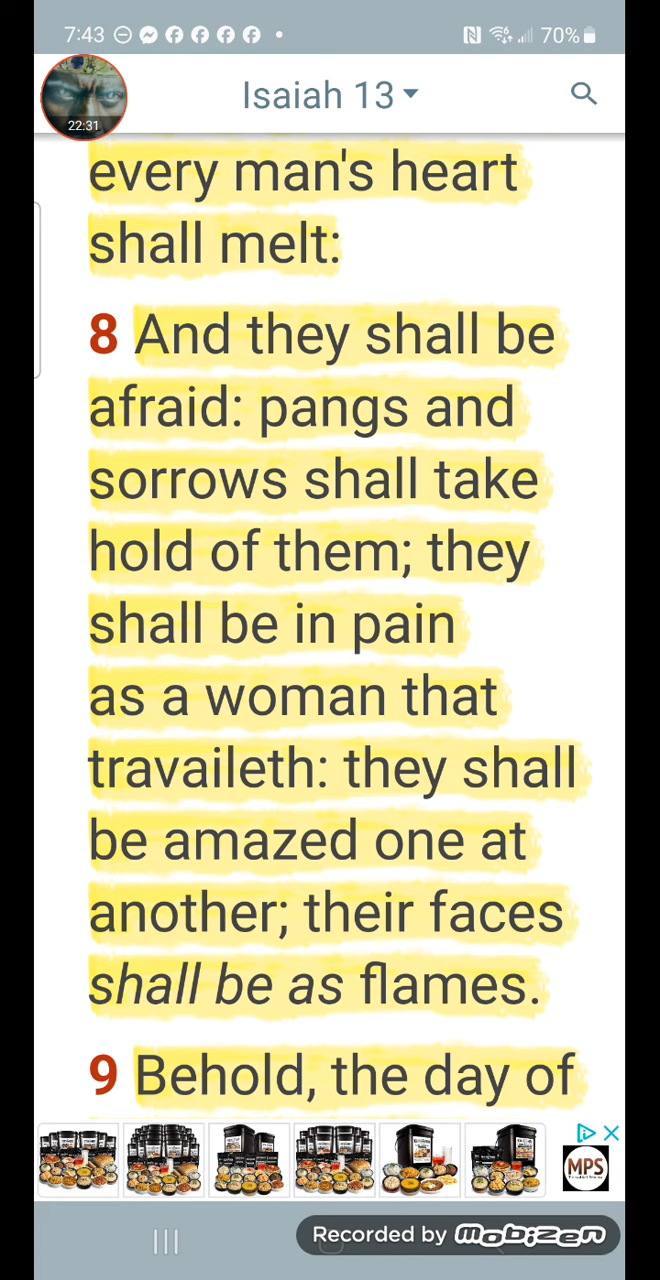 7:43
70%
22:31
Isaiah 13
every man's heart
shall melt:
8 And they shall be
afraid: pangs and
sorrows shall take
hold of them; they
shall be in pain
as a woman that
travaileth: they shall
be amazed one at
another; their faces
shall be as flames.
9 Behold, the day of
MPS
Recorded by mobizen